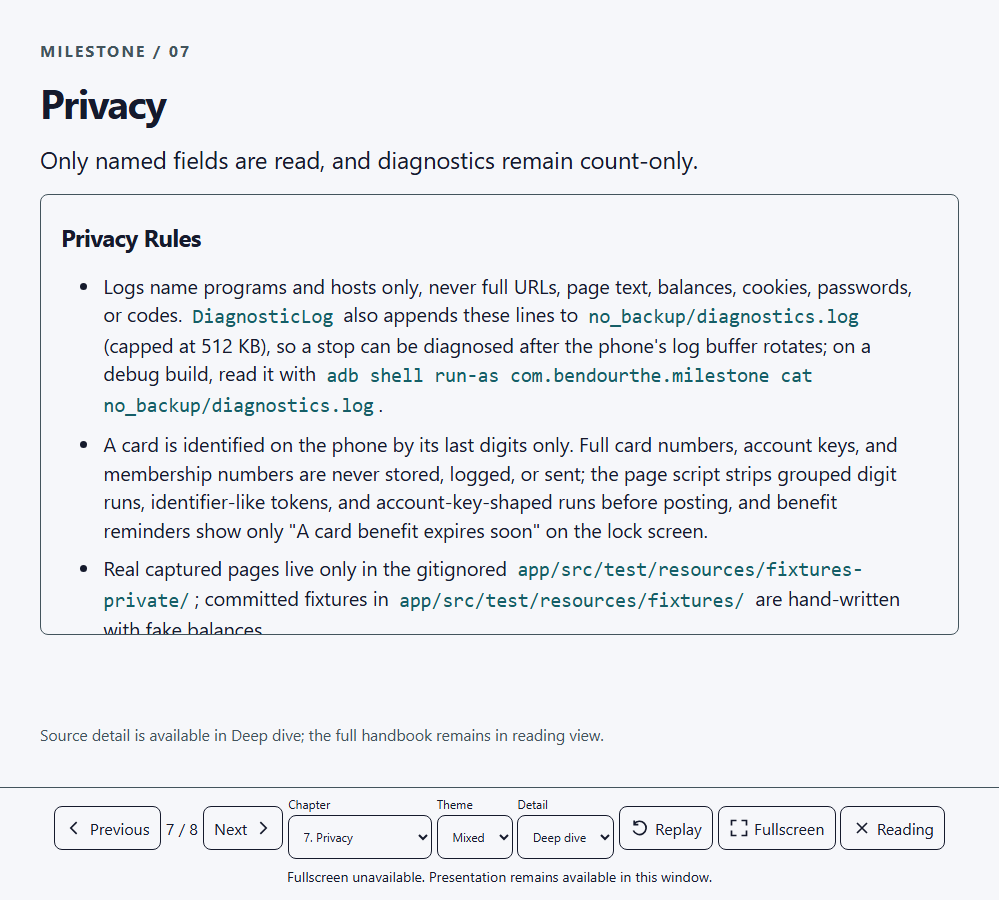 MILESTONE / 07
Privacy
Only named fields are read, and diagnostics remain count-only.
Privacy Rules
• Logs name programs and hosts only, never full URLs, page text, balances, cookies, passwords,
or codes. DiagnosticLog also appends these lines to no_backup/diagnostics.log
(capped at 512 KB), so a stop can be diagnosed after the phone's log buffer rotates; on a
debug build, read it with adb shell run-as com.bendourthe.milestone cat
no_backup/diagnostics.log.
• A card is identified on the phone by its last digits only. Full card numbers, account keys, and
membership numbers are never stored, logged, or sent; the page script strips grouped digit
runs, identifier-like tokens, and account-key-shaped runs before posting, and benefit
reminders show only "A card benefit expires soon" on the lock screen.
• Real captured pages live only in the gitignored app/src/test/resources/fixtures-
private/; committed fixtures in app/src/test/resources/fixtures/ are hand-written
with fake balances.
Source detail is available in Deep dive; the full handbook remains in reading view.
Chapter Theme Detail
Previous 7 / 8 Next 7. Privacy Mixed Deep dive Replay Fullscreen Reading
Fullscreen unavailable. Presentation remains available in this window.